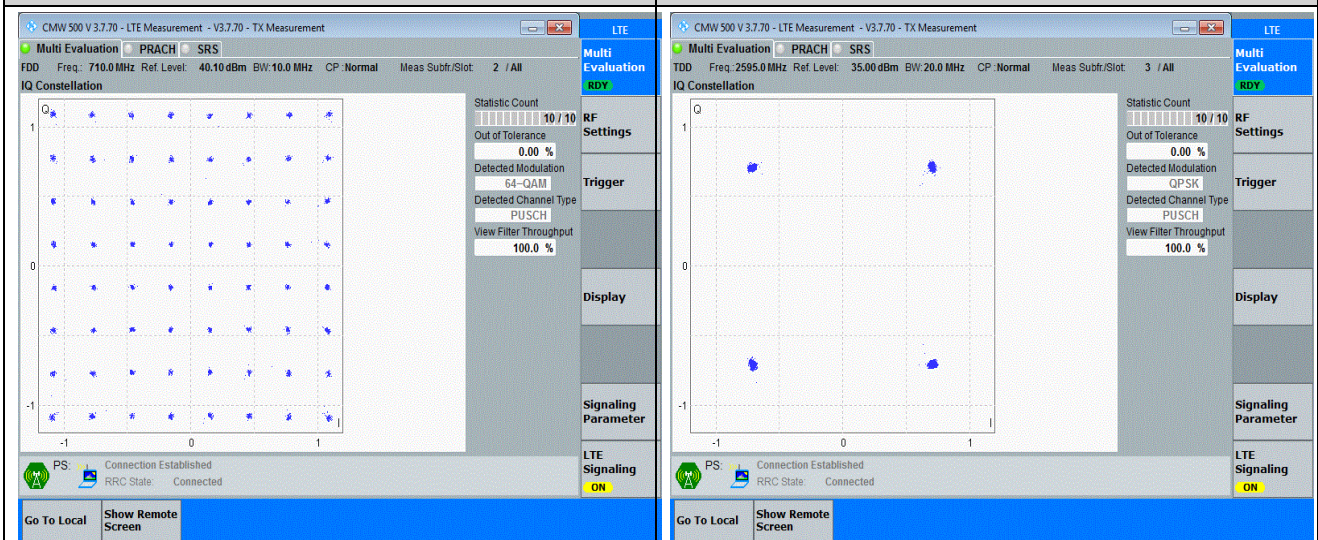 CMW 500 V 3.7.70 - LTE Measurement - V3.7.70 - TX Measurement
LTE
Multi Evaluation PRACH SRS
Multi
Evaluation
RDY
FDD Freq.: 710.0 MHz Ref. Level: 40.10 dBm BW: 10.0 MHz CP : Normal Meas Subfr./Slot: 2 / All
IQ Constellation
Q
1
0
-1
-1 0 1
I
Statistic Count
10 / 10
Out of Tolerance
0.00 %
Detected Modulation
64-QAM
Detected Channel Type
PUSCH
View Filter Throughput
100.0 %
RF
Settings
Trigger
Display
Signaling
Parameter
LTE
Signaling
ON
PS: Connection Established
RRC State: Connected
Go To Local
Show Remote
Screen
CMW 500 V 3.7.70 - LTE Measurement - V3.7.70 - TX Measurement
LTE
Multi Evaluation PRACH SRS
Multi
Evaluation
RDY
TDD Freq.: 2595.0 MHz Ref. Level: 35.00 dBm BW: 20.0 MHz CP : Normal Meas Subfr./Slot: 3 / All
IQ Constellation
Q
1
0
-1
-1 0 1
I
Statistic Count
10 / 10
Out of Tolerance
0.00 %
Detected Modulation
QPSK
Detected Channel Type
PUSCH
View Filter Throughput
100.0 %
RF
Settings
Trigger
Display
Signaling
Parameter
LTE
Signaling
ON
PS: Connection Established
RRC State: Connected
Go To Local
Show Remote
Screen